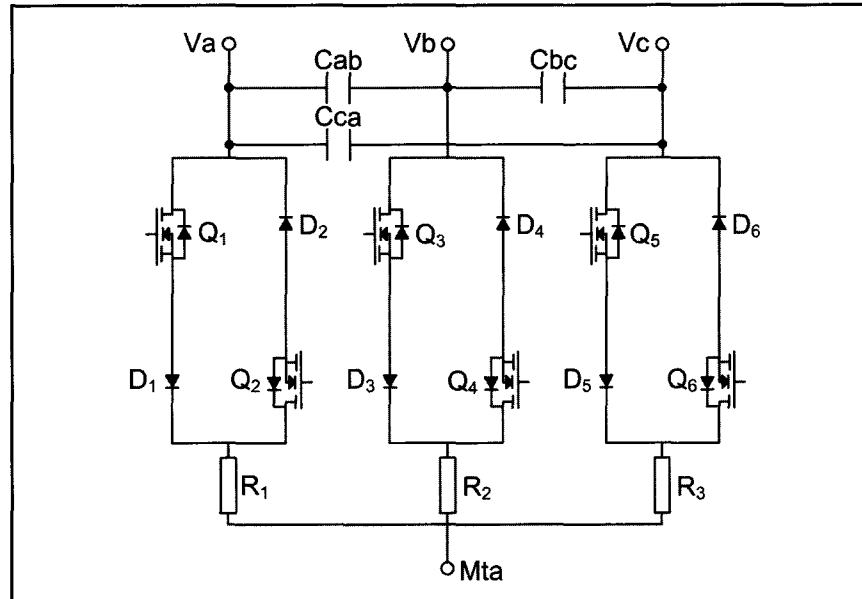 Va Vb Vc
Cab Cbc
Cca
Q₁ D₂ Q₃ D₄ Q₅ D₆
D₁ Q₂ D₃ Q₄ D₅ Q₆
R₁ R₂ R₃
Mta